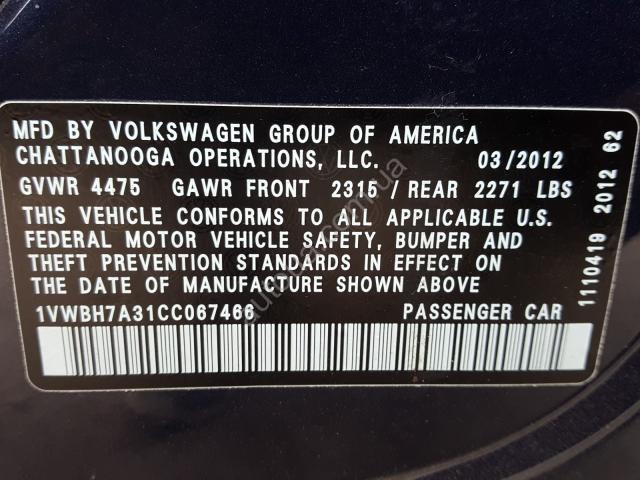 MFD BY VOLKSWAGEN GROUP OF AMERICA
CHATTANOOGA OPERATIONS, LLC. 03/2012
GVWR 4475 GAWR FRONT 2315 / REAR 2271 LBS
THIS VEHICLE CONFORMS TO ALL APPLICABLE U.S.
FEDERAL MOTOR VEHICLE SAFETY, BUMPER AND
THEFT PREVENTION STANDARDS IN EFFECT ON
THE DATE OF MANUFACTURE SHOWN ABOVE
1VWBH7A31CC067466 PASSENGER CAR
1110419 2012 62